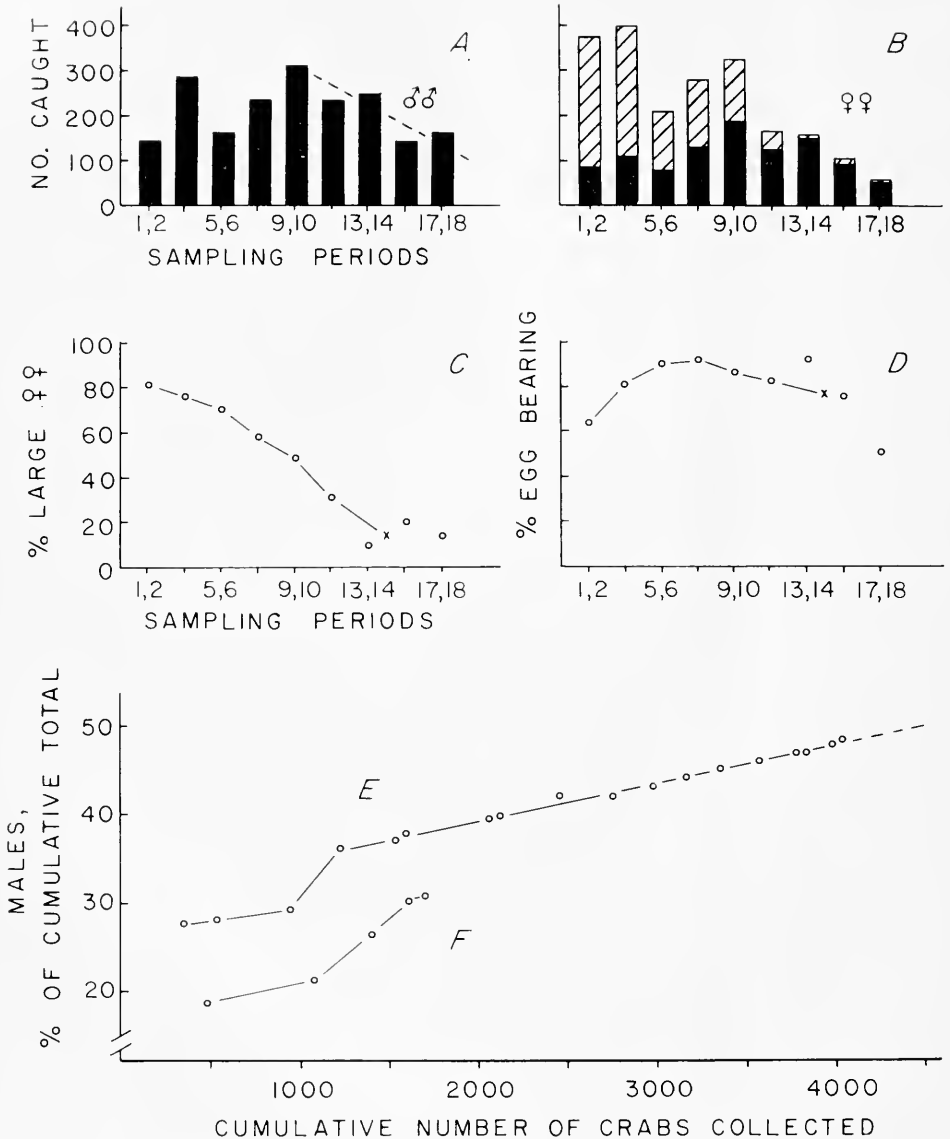 NO. CAUGHT
400
300
200
100
0
A
♂♂
1,2 5,6 9,10 13,14 17,18
SAMPLING PERIODS
B
♀♀
1,2 5,6 9,10 13,14 17,18
% LARGE ♀♀
100
80
60
40
20
0
C
x
1,2 5,6 9,10 13,14 17,18
SAMPLING PERIODS
% EGG BEARING
D
x
1,2 5,6 9,10 13,14 17,18
MALES,
% OF CUMULATIVE TOTAL
50
40
30
20
E
F
1000 2000 3000 4000
CUMULATIVE NUMBER OF CRABS COLLECTED